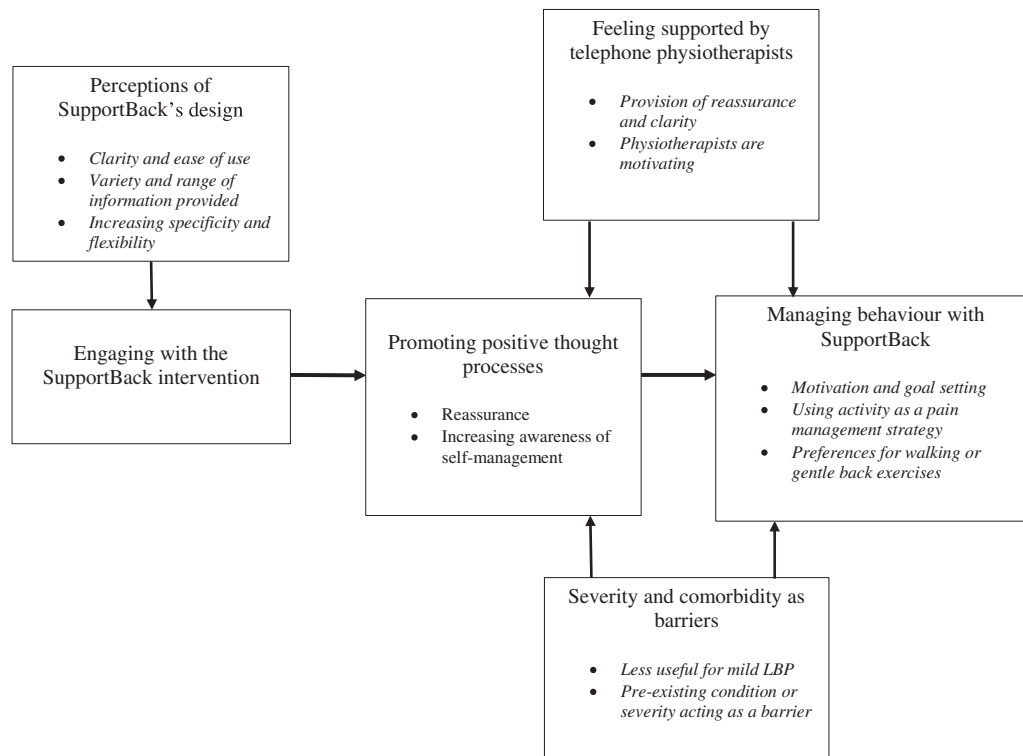 Feeling supported by
telephone physiotherapists
• Provision of reassurance
and clarity
• Physiotherapists are
motivating
Perceptions of
SupportBack's design
• Clarity and ease of use
• Variety and range of
information provided
• Increasing specificity and
flexibility
Engaging with the
SupportBack intervention
Promoting positive thought
processes
• Reassurance
• Increasing awareness of
self-management
Managing behaviour with
SupportBack
• Motivation and goal setting
• Using activity as a pain
management strategy
• Preferences for walking or
gentle back exercises
Severity and comorbidity as
barriers
• Less useful for mild LBP
• Pre-existing condition or
severity acting as a barrier